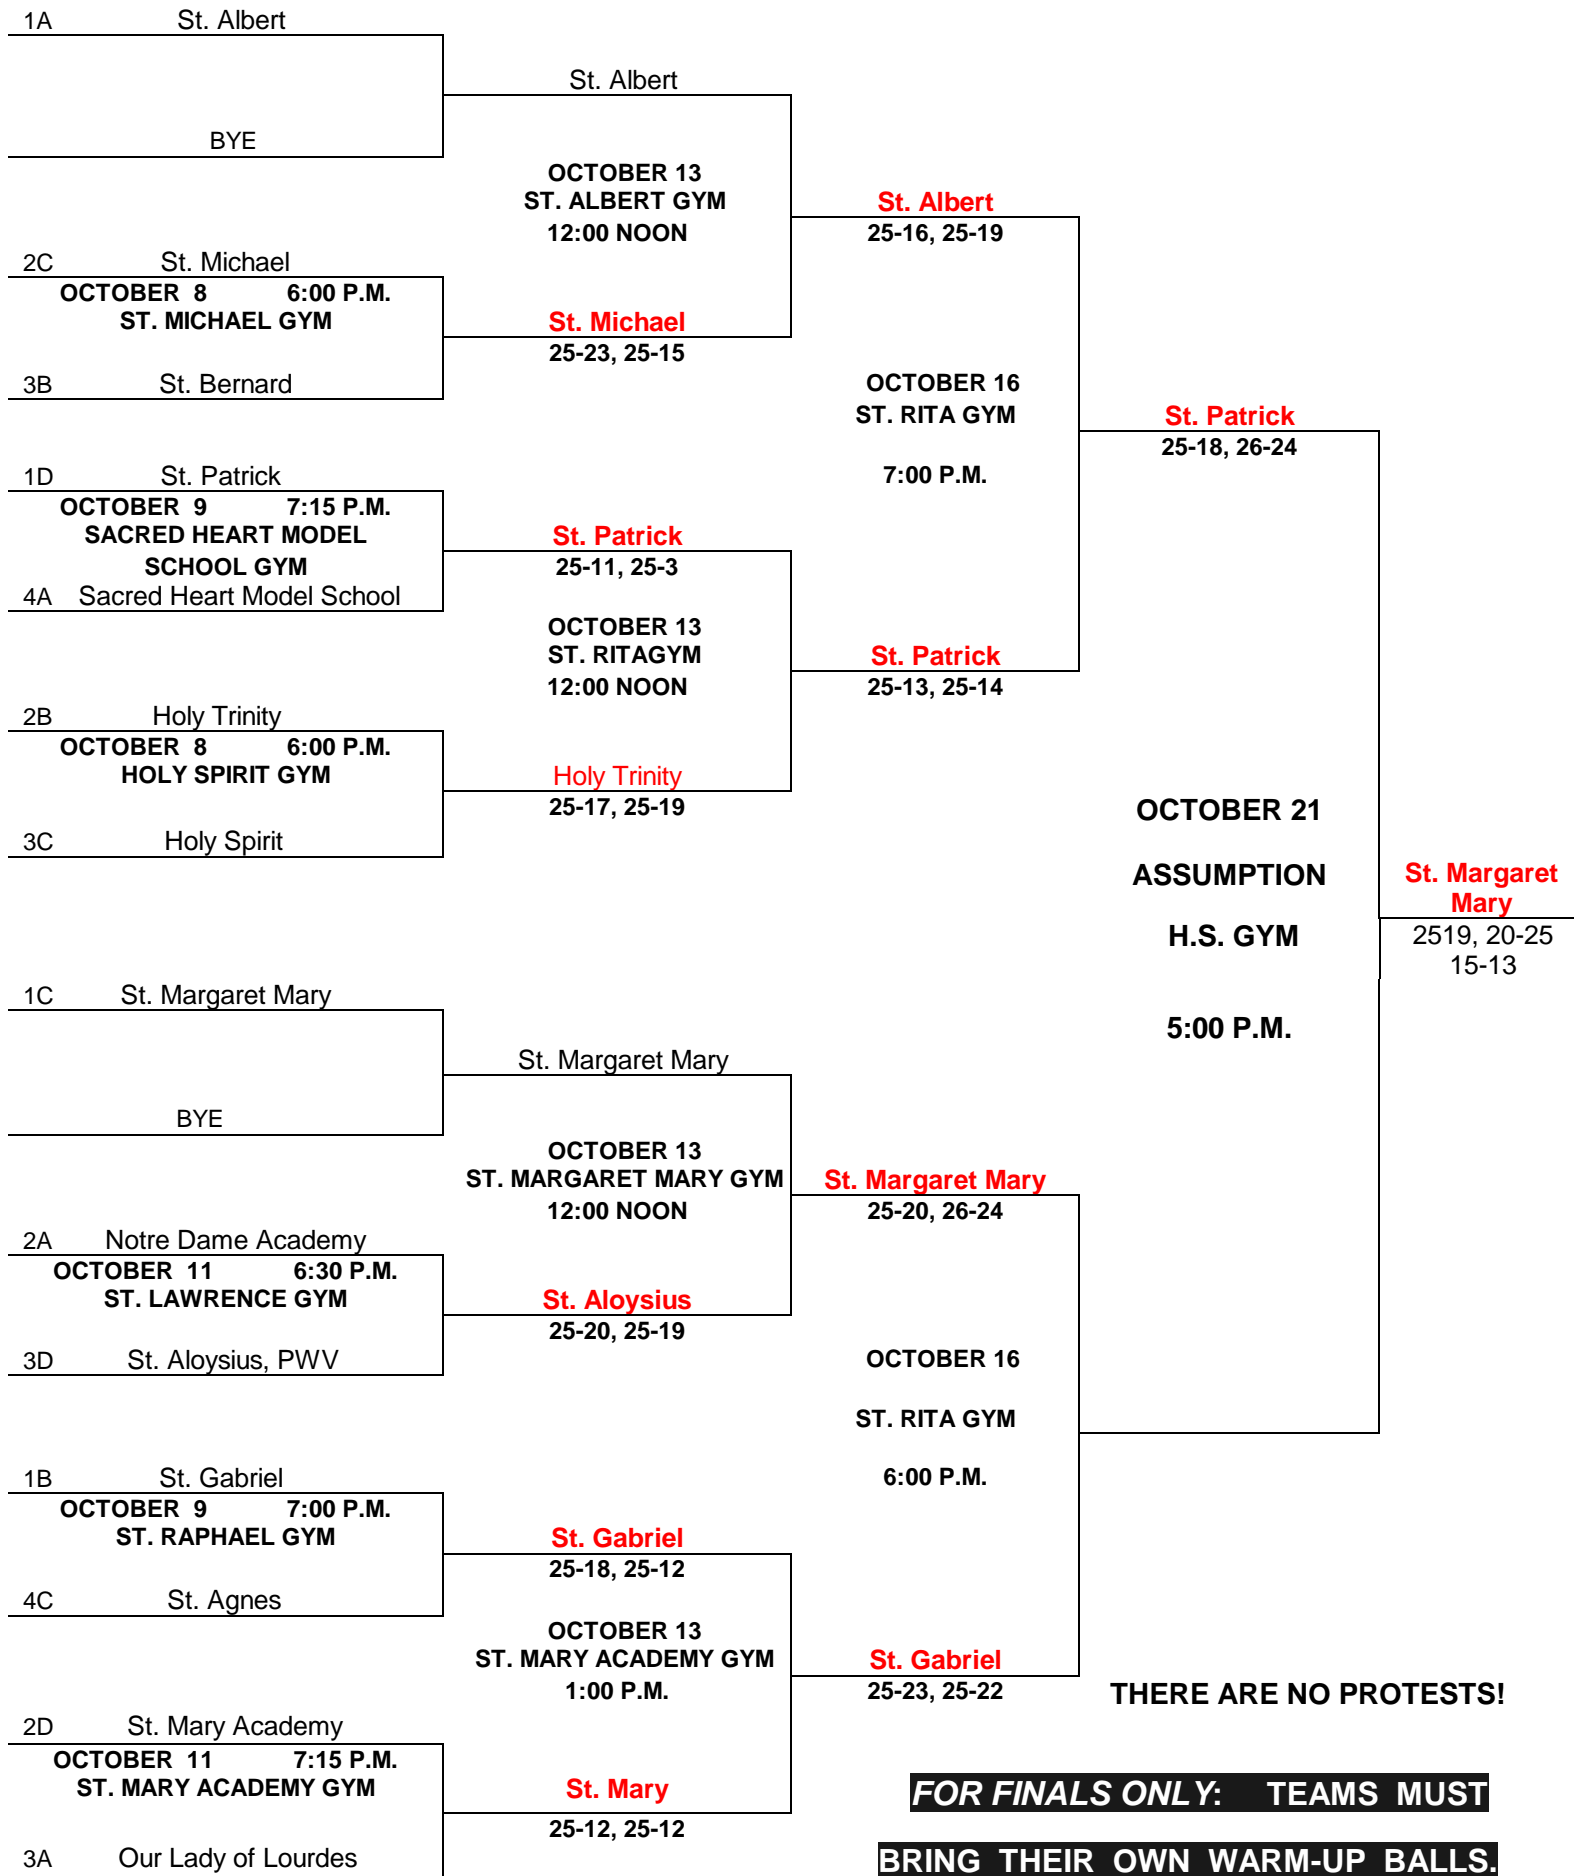 1A St. Albert
St. Albert
BYE
OCTOBER 13
ST. ALBERT GYM
12:00 NOON
St. Albert
25-16, 25-19
2C St. Michael
OCTOBER 8 6:00 P.M.
ST. MICHAEL GYM
St. Michael
25-23, 25-15
3B St. Bernard
OCTOBER 16
ST. RITA GYM
7:00 P.M.
St. Patrick
25-18, 26-24
1D St. Patrick
OCTOBER 9 7:15 P.M.
SACRED HEART MODEL
SCHOOL GYM
4A Sacred Heart Model School
St. Patrick
25-11, 25-3
OCTOBER 13
ST. RITAGYM
12:00 NOON
St. Patrick
25-13, 25-14
2B Holy Trinity
OCTOBER 8 6:00 P.M.
HOLY SPIRIT GYM
Holy Trinity
25-17, 25-19
3C Holy Spirit
OCTOBER 21
ASSUMPTION
H.S. GYM
5:00 P.M.
St. Margaret
Mary
2519, 20-25
15-13
1C St. Margaret Mary
St. Margaret Mary
BYE
OCTOBER 13
ST. MARGARET MARY GYM
12:00 NOON
St. Margaret Mary
25-20, 26-24
2A Notre Dame Academy
OCTOBER 11 6:30 P.M.
ST. LAWRENCE GYM
St. Aloysius
25-20, 25-19
3D St. Aloysius, PWV
OCTOBER 16
ST. RITA GYM
6:00 P.M.
1B St. Gabriel
OCTOBER 9 7:00 P.M.
ST. RAPHAEL GYM
St. Gabriel
25-18, 25-12
4C St. Agnes
OCTOBER 13
ST. MARY ACADEMY GYM
1:00 P.M.
St. Gabriel
25-23, 25-22
THERE ARE NO PROTESTS!
2D St. Mary Academy
OCTOBER 11 7:15 P.M.
ST. MARY ACADEMY GYM
St. Mary
25-12, 25-12
3A Our Lady of Lourdes
FOR FINALS ONLY: TEAMS MUST
BRING THEIR OWN WARM-UP BALLS.